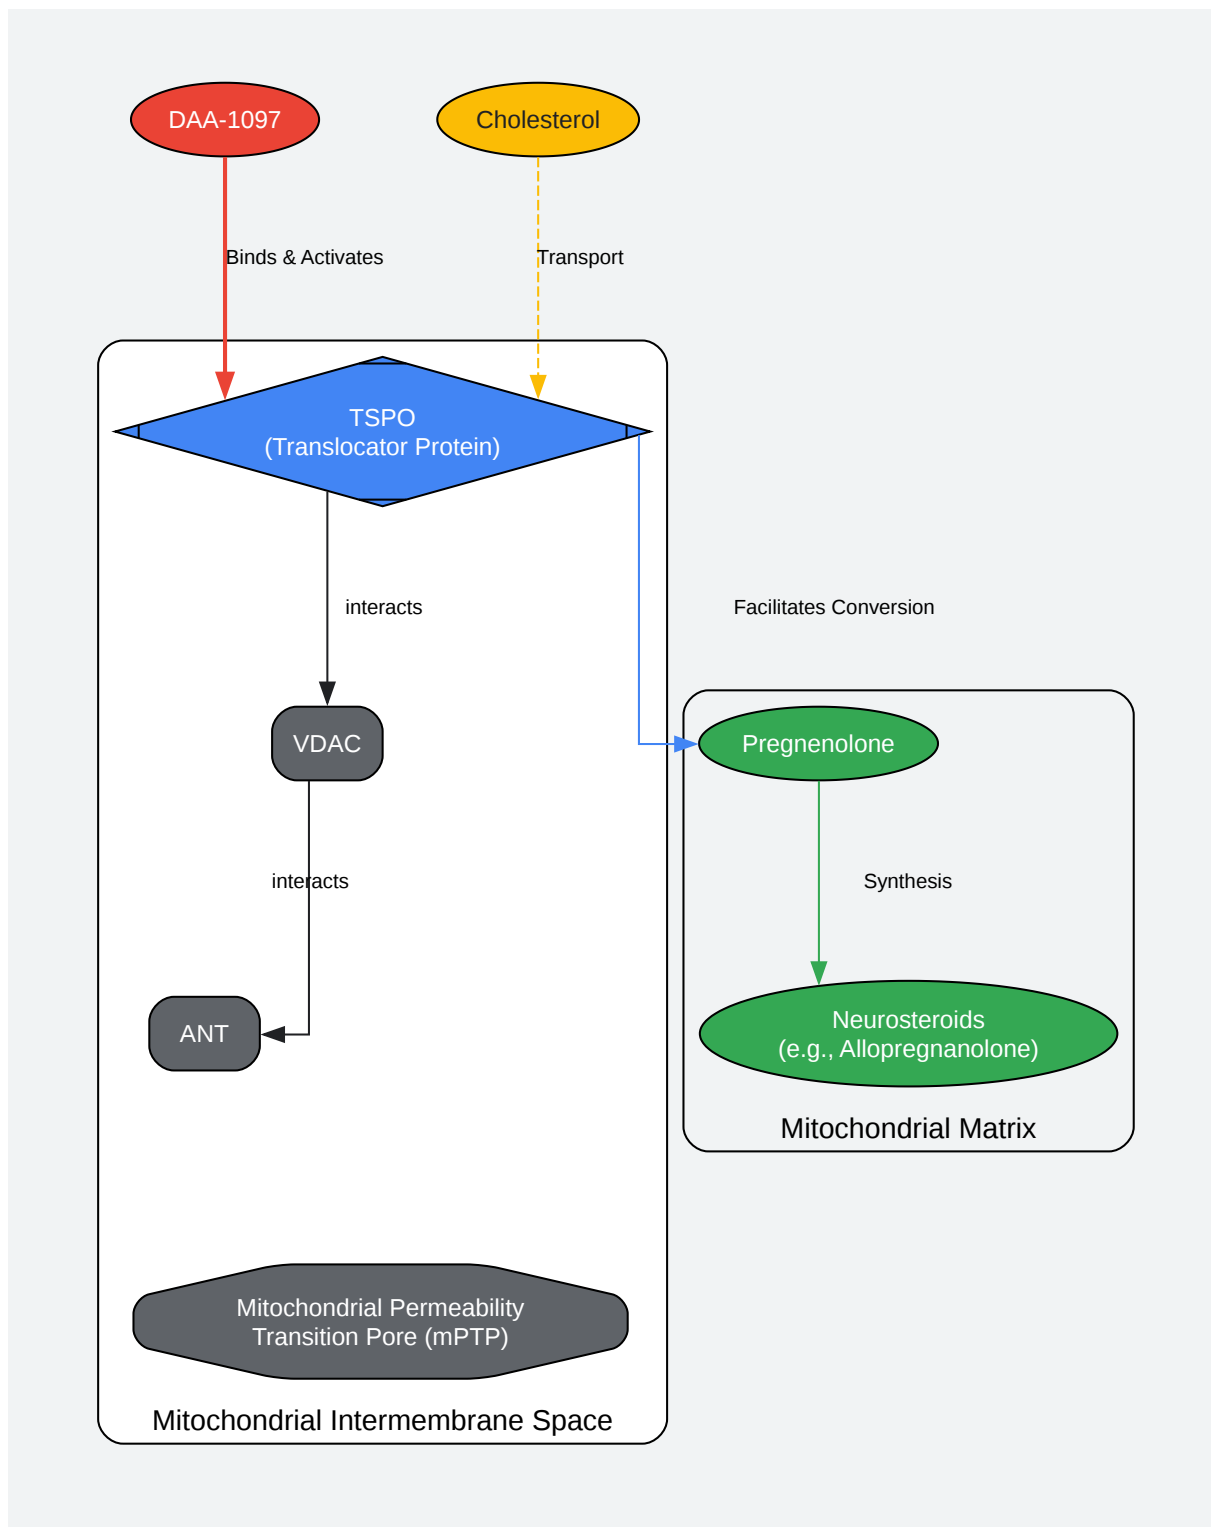 DAA-1097
Cholesterol
Binds & Activates
Transport
TSPO
(Translocator Protein)
interacts
Facilitates Conversion
VDAC
Pregnenolone
interacts
Synthesis
ANT
Neurosteroids
(e.g., Allopregnanolone)
Mitochondrial Matrix
Mitochondrial Permeability
Transition Pore (mPTP)
Mitochondrial Intermembrane Space